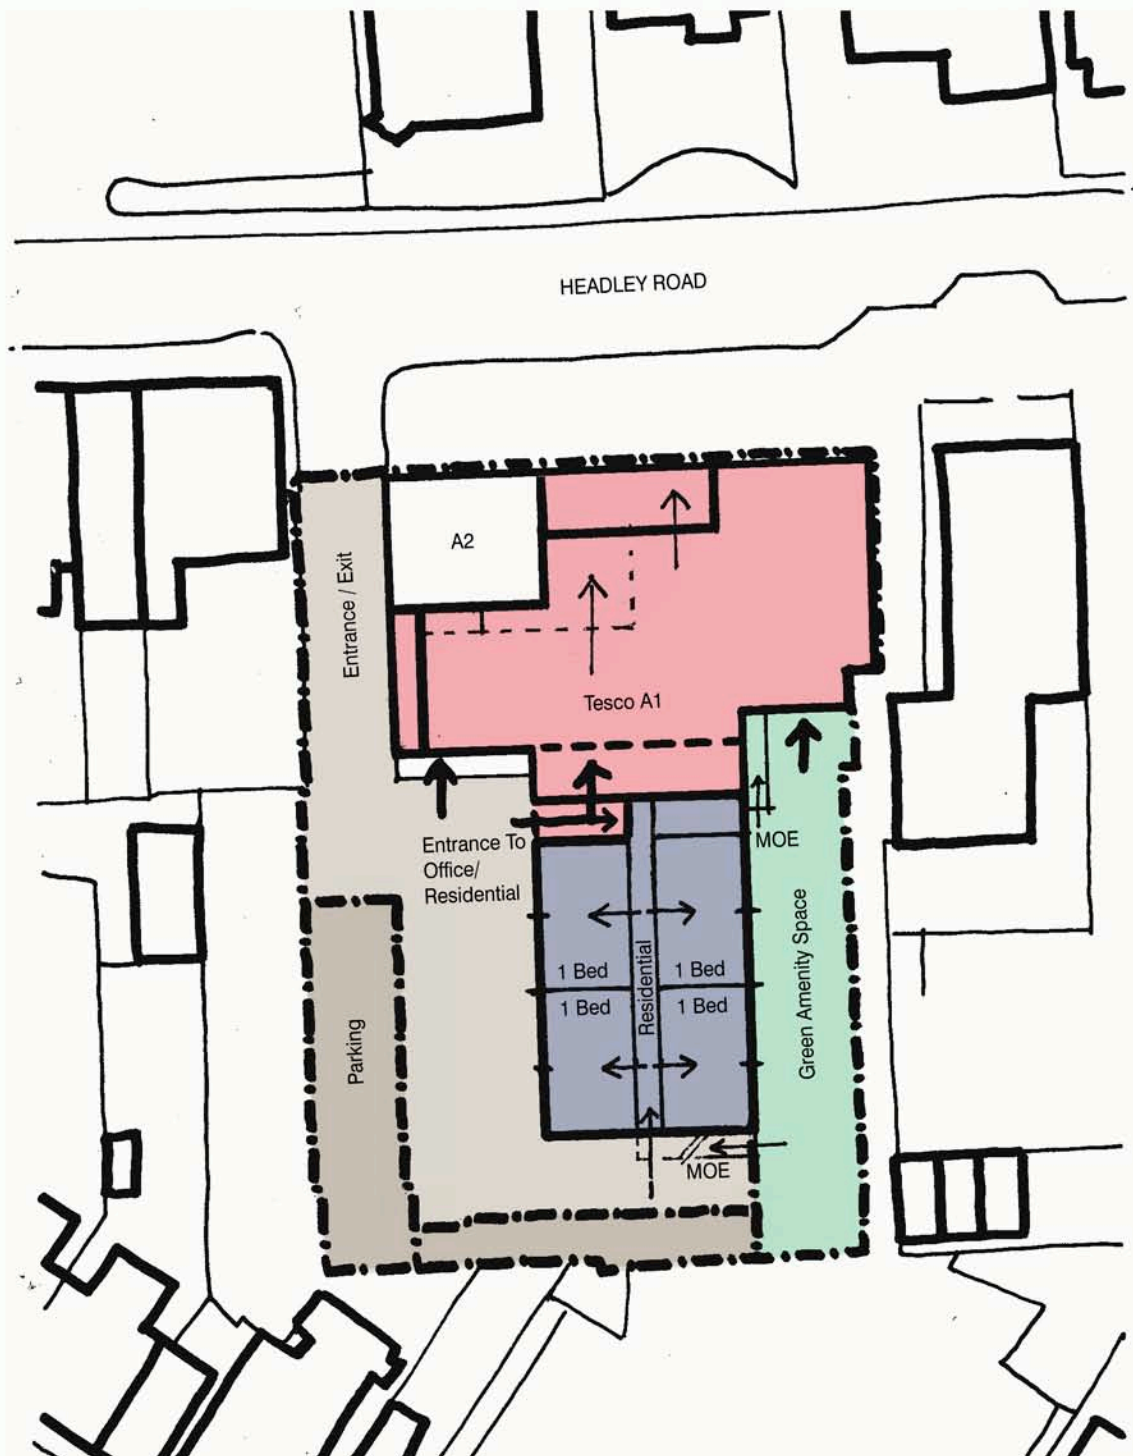 HEADLEY ROAD
A2
Entrance / Exit
Tesco A1
Entrance To
Office/
Residential
MOE
1 Bed
1 Bed
1 Bed
1 Bed
Residential
Green Amenity Space
Parking
MOE